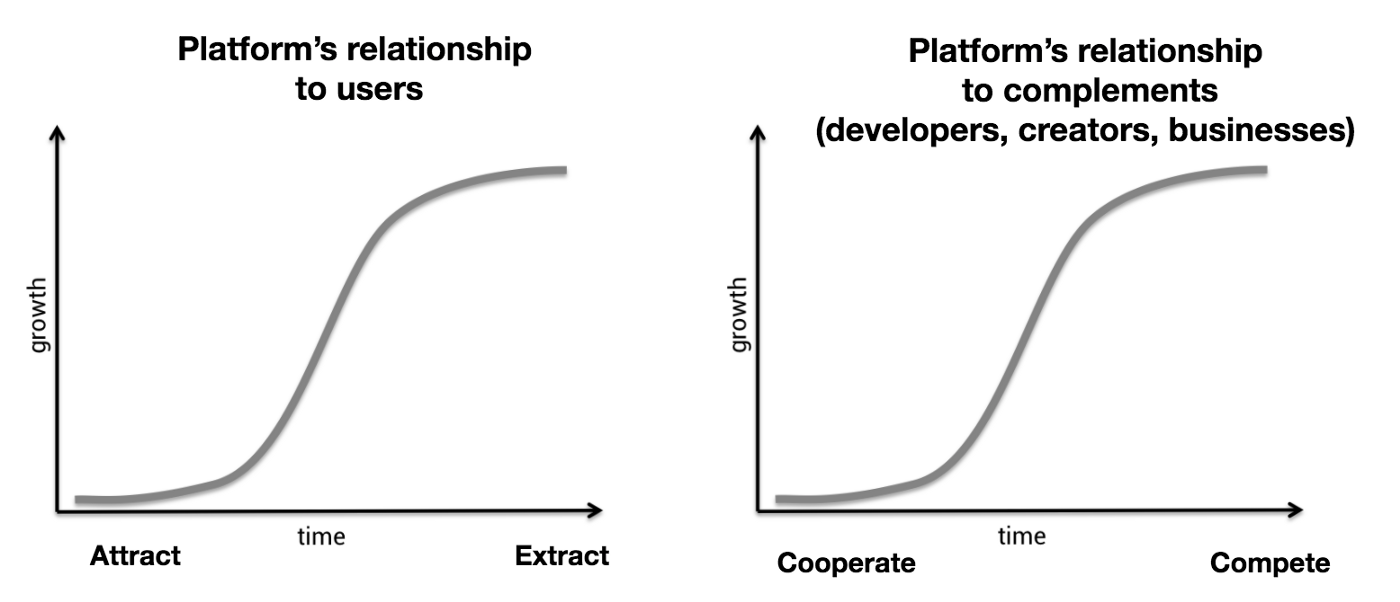 Platform’s relationship
to users
growth
time
Attract
Extract
Platform’s relationship
to complements
(developers, creators, businesses)
growth
time
Cooperate
Compete